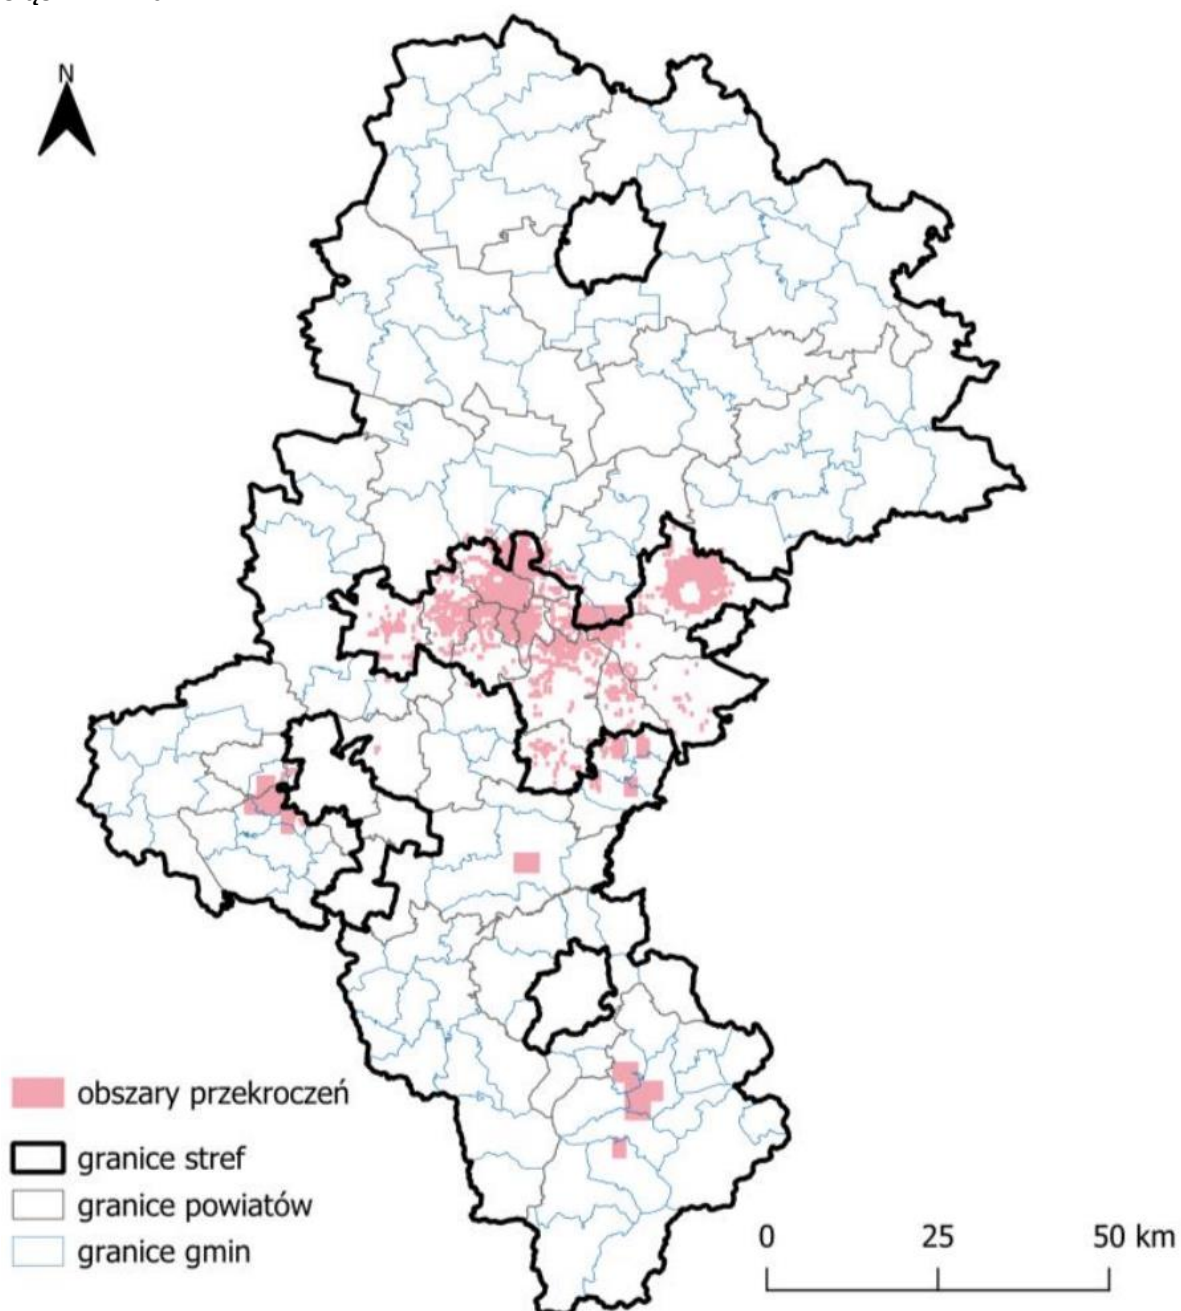 N
obszary przekroczeń
granice stref
granice powiatów
granice gmin
0 25 50 km